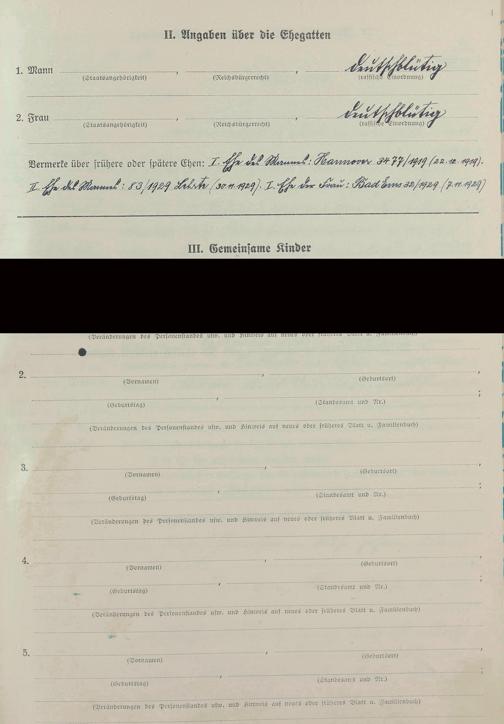 II. Angaben über die Ehegatten
1. Mann , , deutschblütig
(Staatsangehörigkeit) (Reichsbürgerrecht) (rassische Einordnung)
2. Frau , , deutschblütig
(Staatsangehörigkeit) (Reichsbürgerrecht) (rassische Einordnung)
Vermerke über frühere oder spätere Ehen: I. Ehe des Mannes: Hannover 3477/1919 (22.12.1919).
II. Ehe des Mannes: 83/1929 Lehrte (30.11.1929). I. Ehe der Frau: Bad Ems 32/1929 (7.11.1929)
III. Gemeinsame Kinder
(Veränderungen des Personenstandes usw. und Hinweis auf neues oder früheres Blatt u. Familienbuch)
2. , ,
(Vornamen) (Geburtsort)
, ;
(Geburtstag) (Standesamt und Nr.)
(Veränderungen des Personenstandes usw. und Hinweis auf neues oder früheres Blatt u. Familienbuch)
3. , ,
(Vornamen) (Geburtsort)
, ;
(Geburtstag) (Standesamt und Nr.)
(Veränderungen des Personenstandes usw. und Hinweis auf neues oder früheres Blatt u. Familienbuch)
4. , ,
(Vornamen) (Geburtsort)
, ;
(Geburtstag) (Standesamt und Nr.)
(Veränderungen des Personenstandes usw. und Hinweis auf neues oder früheres Blatt u. Familienbuch)
5. , ,
(Vornamen) (Geburtsort)
, ;
(Geburtstag) (Standesamt und Nr.)
(Veränderungen des Personenstandes usw. und Hinweis auf neues oder früheres Blatt u. Familienbuch)